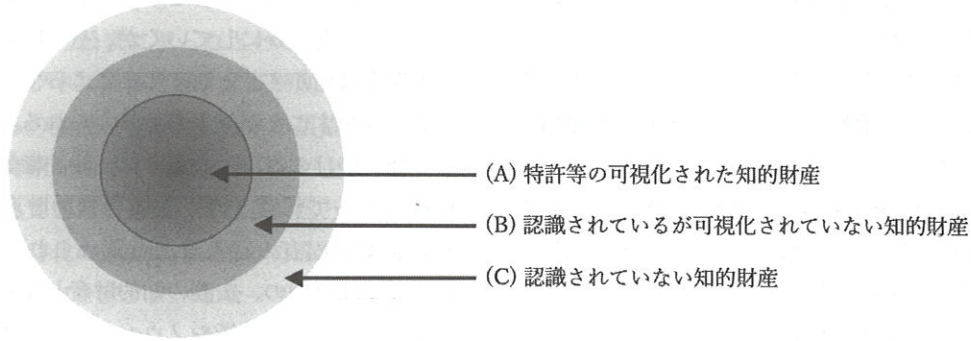 (A) 特許等の可視化された知的財産
(B) 認識されているが可視化されていない知的財産
(C) 認識されていない知的財産